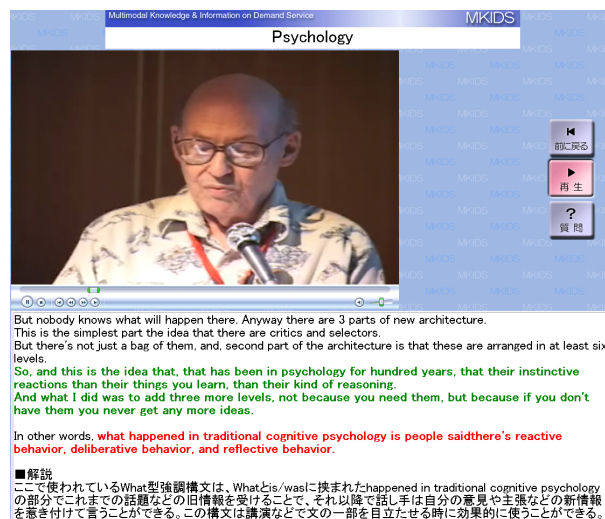 Multimodal Knowledge & Information on Demand Service
MKIDS
Psychology
前に戻る
再 生
質 問
But nobody knows what will happen there. Anyway there are 3 parts of new architecture.
This is the simplest part the idea that there are critics and selectors.
But there's not just a bag of them, and, second part of the architecture is that these are arranged in at least six
levels.
So, and this is the idea that, that has been in psychology for hundred years, that their instinctive
reactions than their things you learn, than their kind of reasoning.
And what I did was to add three more levels, not because you need them, but because if you don't
have them you never get any more ideas.
In other words, what happened in traditional cognitive psychology is people saidthere's reactive
behavior, deliberative behavior, and reflective behavior.
■解説
ここで使われているWhat型強調構文は、Whatとis/wasに挟まれたhappened in traditional cognitive psychology
の部分でこれまでの話題などの旧情報を受けることで、それ以降で話し手は自分の意見や主張などの新情報
を惹き付けて言うことができる。この構文は講演などで文の一部を目立たせる時に効果的に使うことができる。